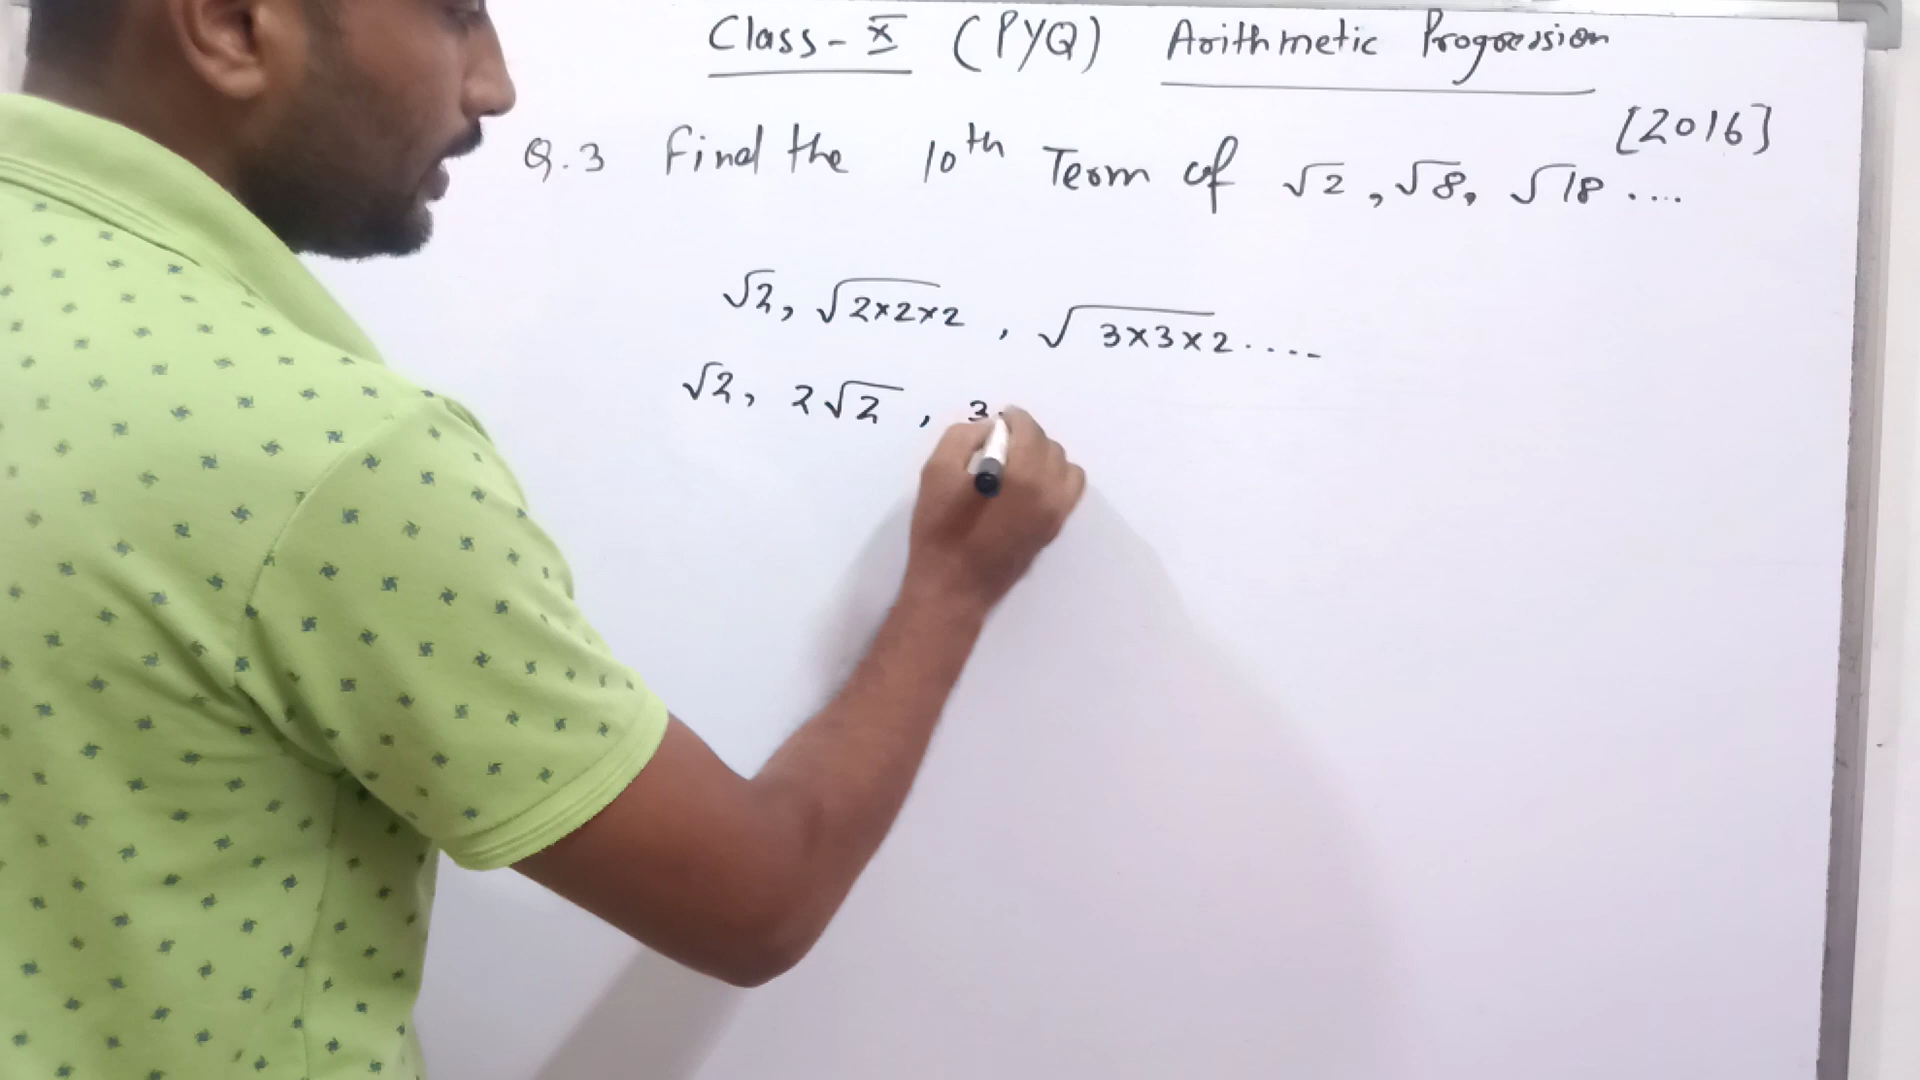 Class-X (PYQ) Arithmetic Progression
[2016]
Q.3 Find the 10th Term of √2, √8, √18 ....
√2, √2×2×2, √3×3×2....
√2, 2√2, 3